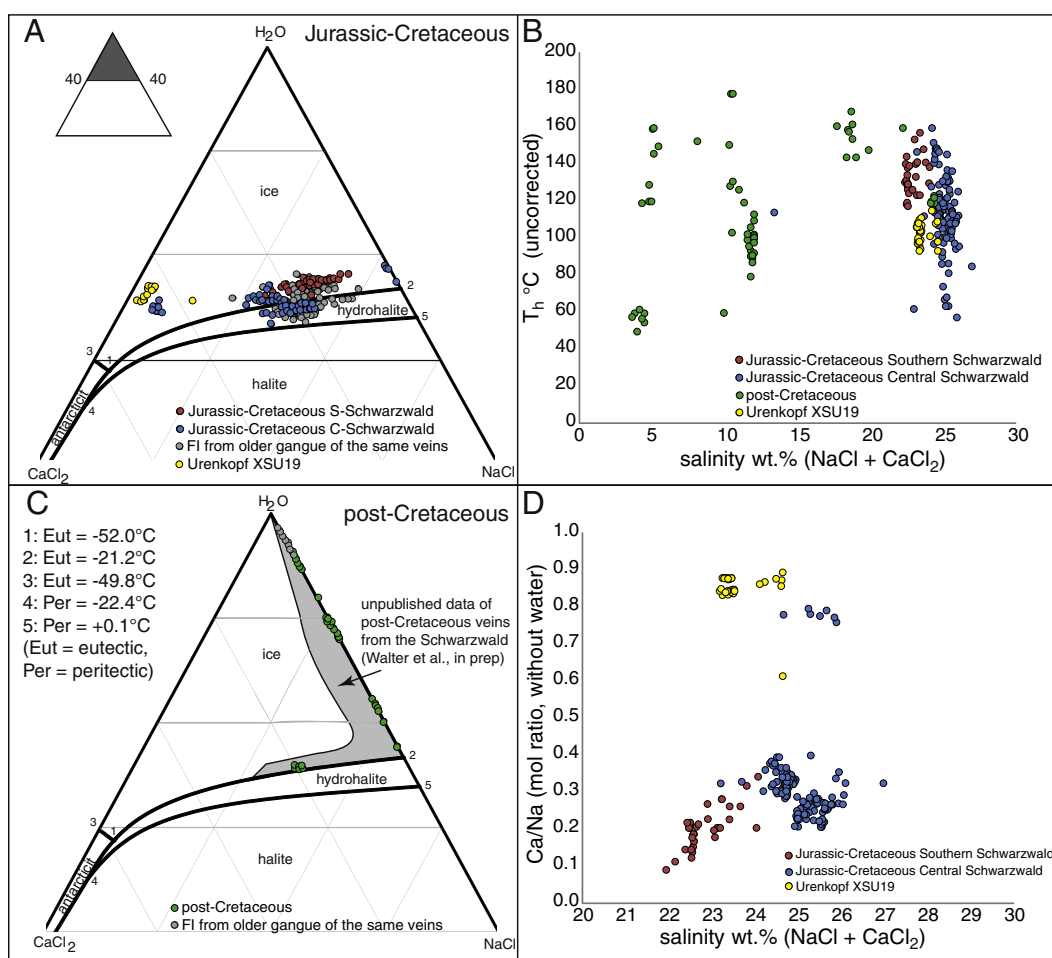 A
H2O
Jurassic-Cretaceous
40
40
ice
2
hydrohalite
5
3
1
4
antarcticit
halite
Jurassic-Cretaceous S-Schwarzwald
Jurassic-Cretaceous C-Schwarzwald
FI from older gangue of the same veins
Urenkopf XSU19
CaCl2
NaCl
B
200
180
160
140
120
100
80
60
40
20
0
Th °C (uncorrected)
Jurassic-Cretaceous Southern Schwarzwald
Jurassic-Cretaceous Central Schwarzwald
post-Cretaceous
Urenkopf XSU19
5 10 15 20 25 30
salinity wt.% (NaCl + CaCl2)
C
H2O
post-Cretaceous
1: Eut = -52.0°C
2: Eut = -21.2°C
3: Eut = -49.8°C
4: Per = -22.4°C
5: Per = +0.1°C
(Eut = eutectic,
Per = peritectic)
unpublished data of
post-Cretaceous veins
from the Schwarzwald
(Walter et al., in prep)
ice
2
hydrohalite
5
3
1
4
antarcticit
halite
post-Cretaceous
FI from older gangue of the same veins
CaCl2
NaCl
D
1.0
0.9
0.8
0.7
0.6
0.5
0.4
0.3
0.2
0.1
0.0
Ca/Na (mol ratio, without water)
Jurassic-Cretaceous Southern Schwarzwald
Jurassic-Cretaceous Central Schwarzwald
Urenkopf XSU19
20 21 22 23 24 25 26 27 28 29 30
salinity wt.% (NaCl + CaCl2)